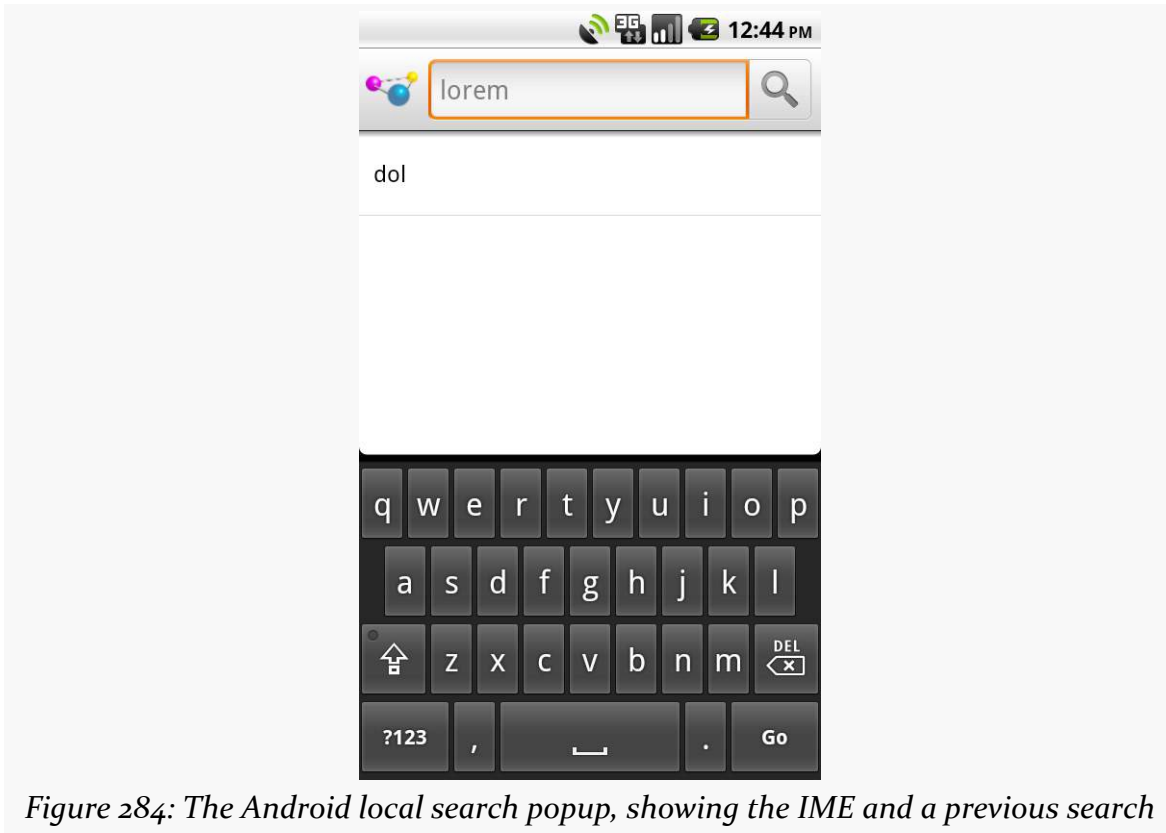 3G 12:44 PM
lorem
dol
q w e r t y u i o p
a s d f g h j k l
z x c v b n m DEL
?123 , . Go
Figure 284: The Android local search popup, showing the IME and a previous search